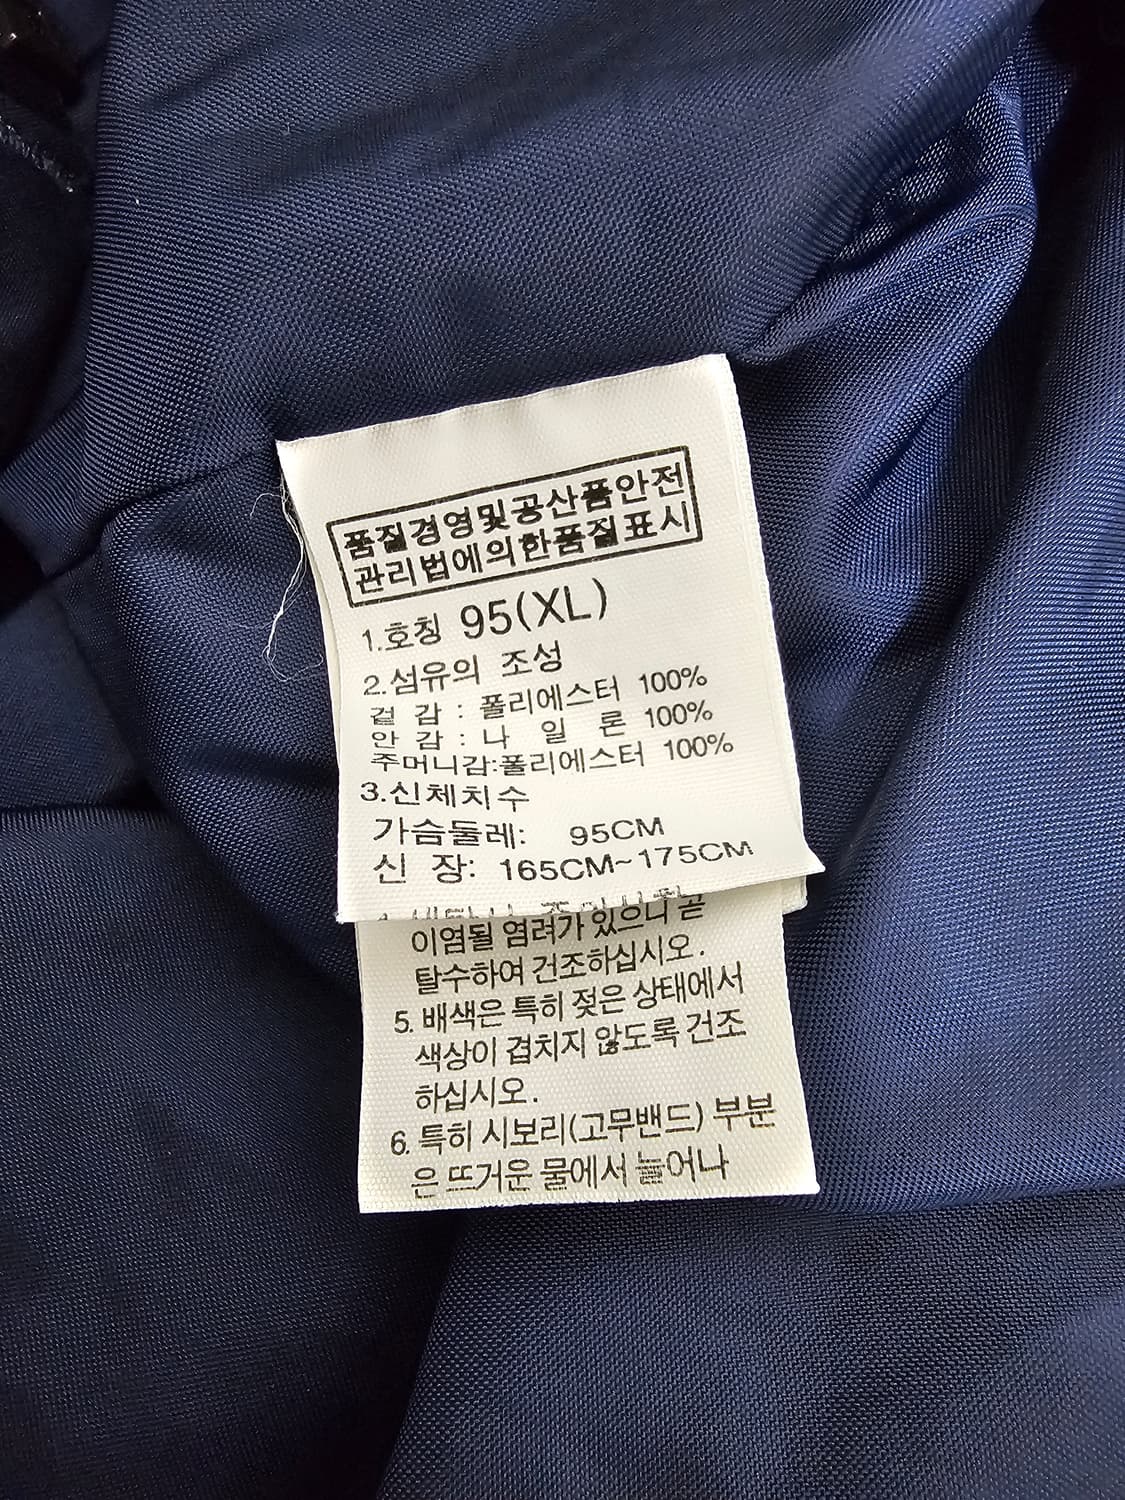 품질경영및공산품안전
관리법에의한품질표시
1.호칭 95(XL)
2.섬유의 조성
겉 감 : 폴리에스터 100%
안 감 : 나 일 론 100%
주머니감:폴리에스터 100%
3.신체치수
가슴둘레: 95CM
신 장: 165CM~175CM
이염될 염려가 있으니 곧
탈수하여 건조하십시오.
5. 배색은 특히 젖은 상태에서
색상이 겹치지 않도록 건조
하십시오.
6. 특히 시보리(고무밴드) 부분
은 뜨거운 물에서 늘어나